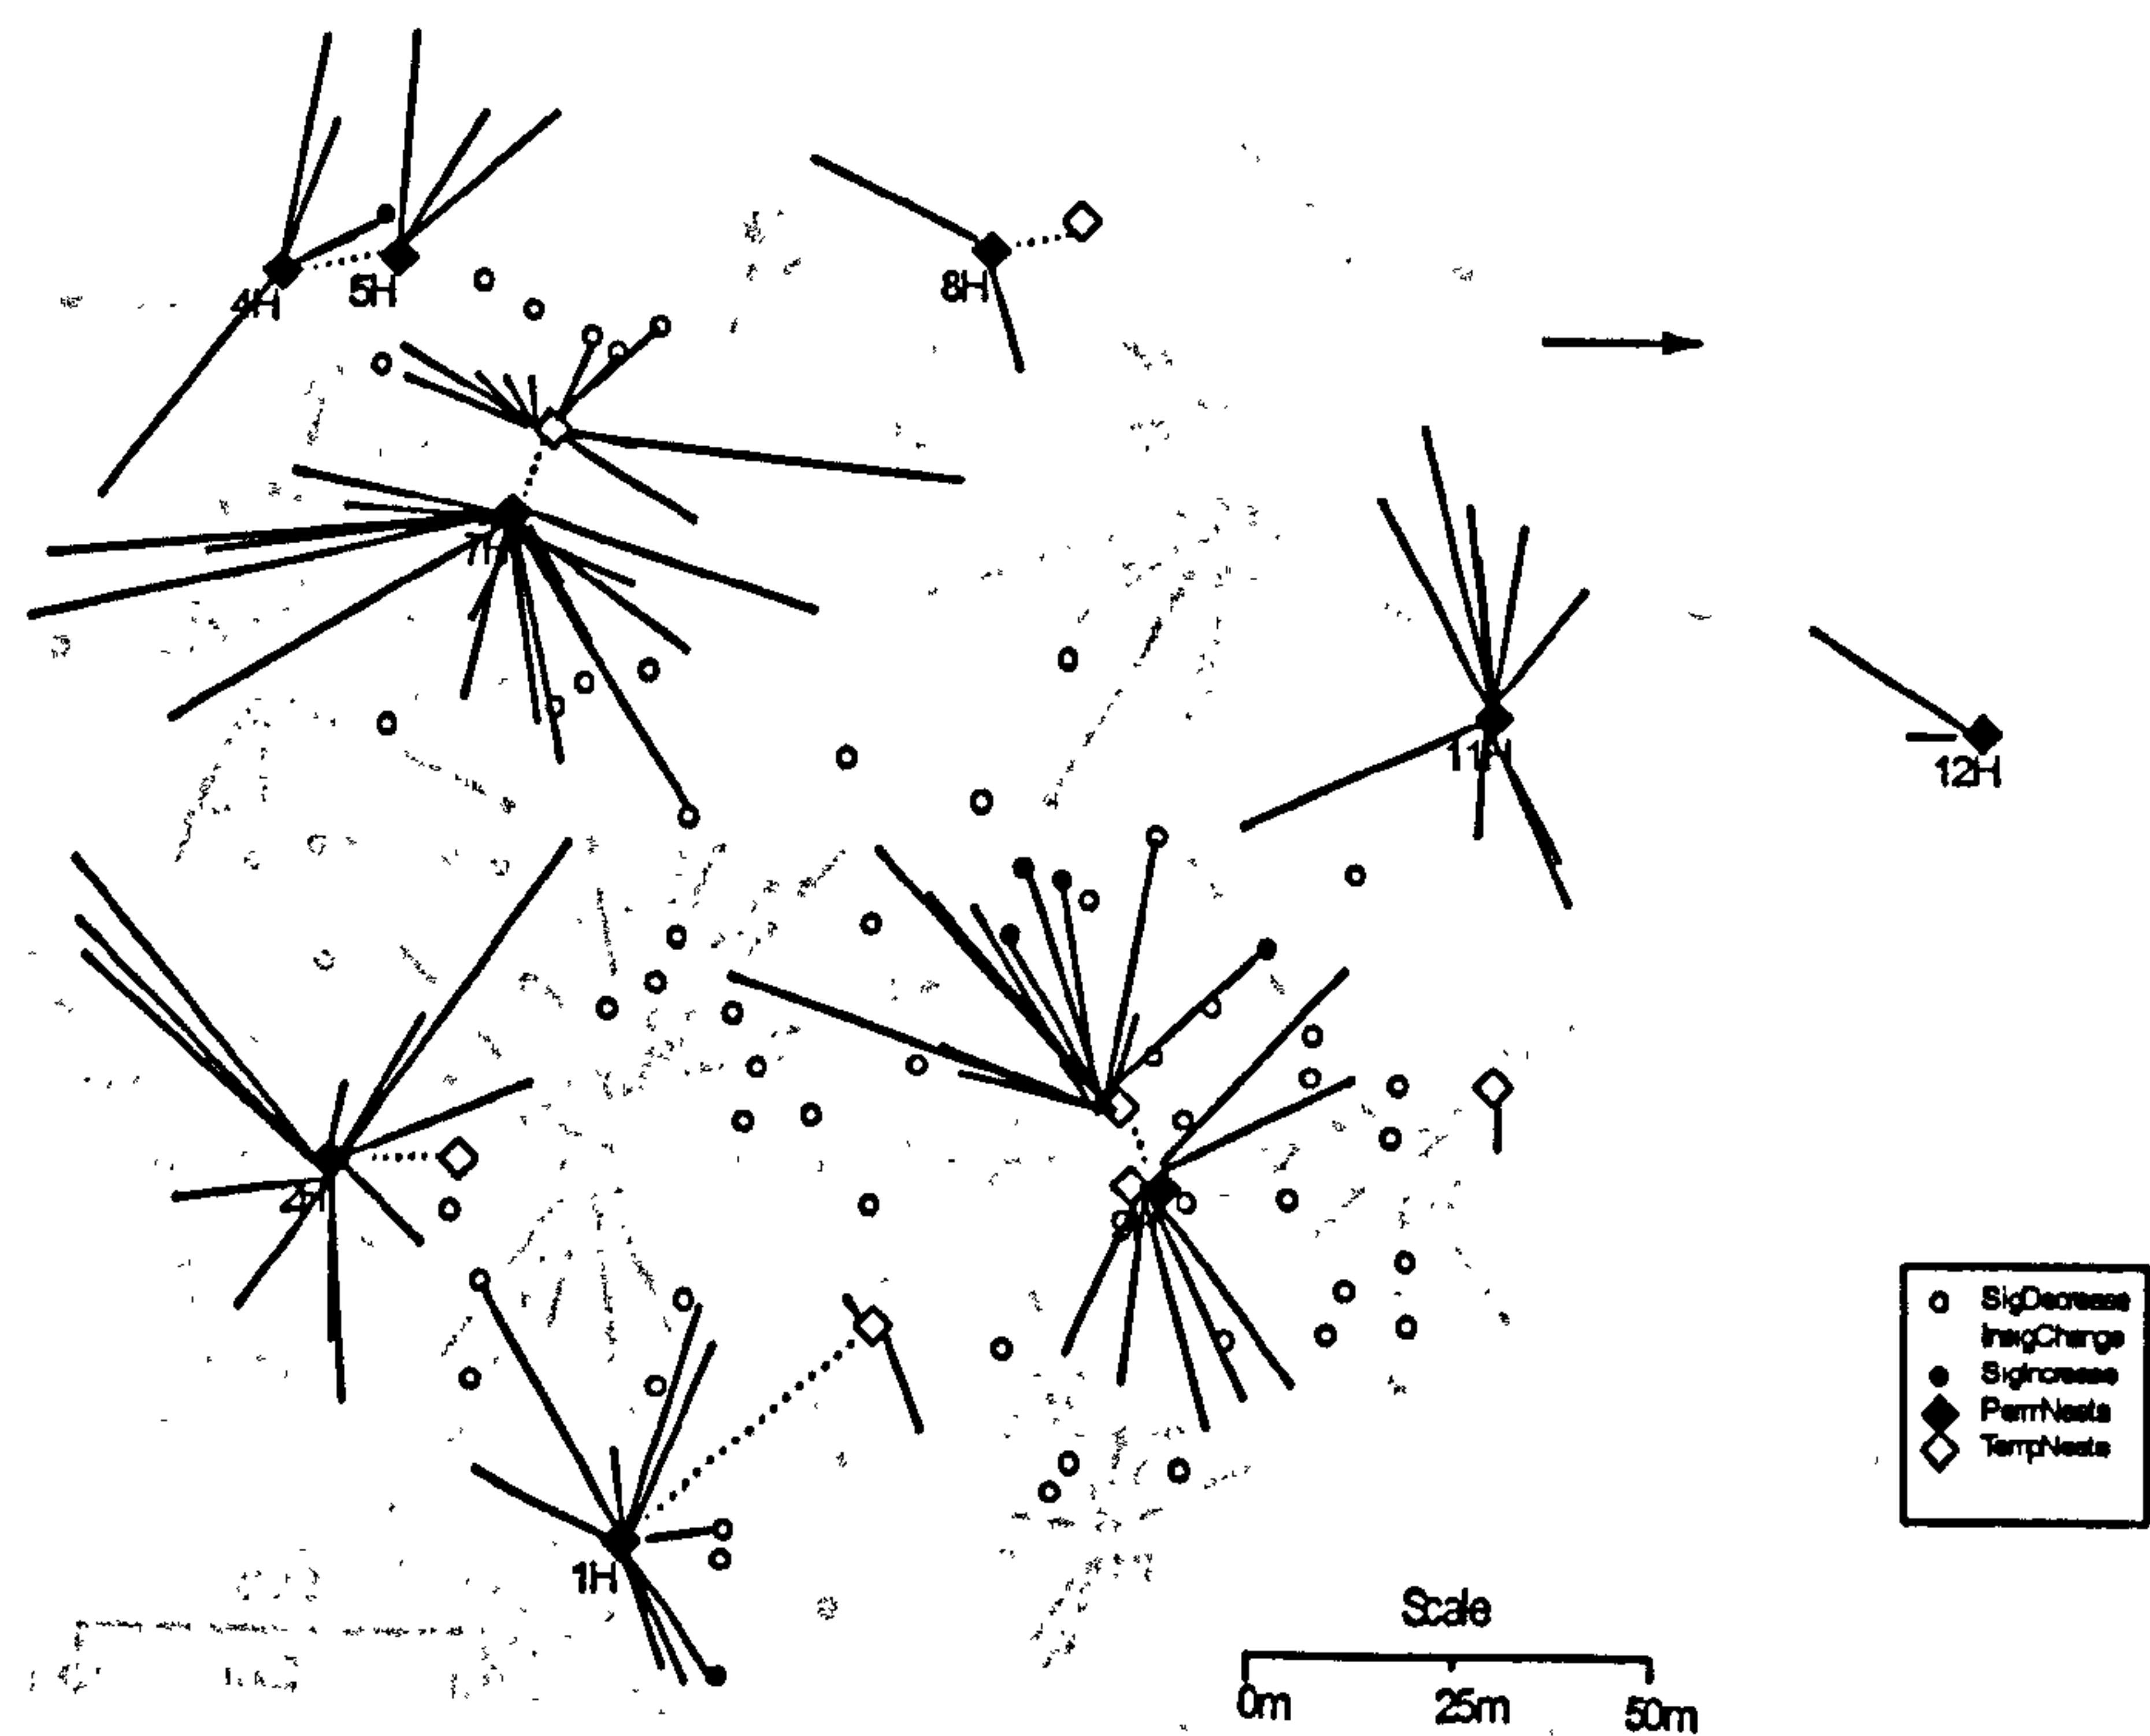 4H
5H
8H
7H
11H
12H
2H
1H
SigDecrease
InsigChange
SigIncrease
PermNests
TempNests
Scale
0m
25m
50m